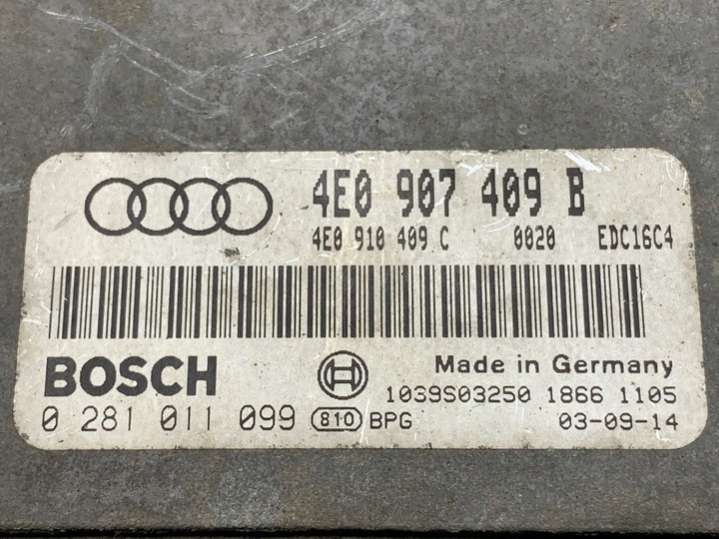 4E0 907 409 B
4E0 910 409 C 0020 EDC16C4
BOSCH Made in Germany
1039S03250 1866 1105
0 281 011 099 810 BPG 03-09-14